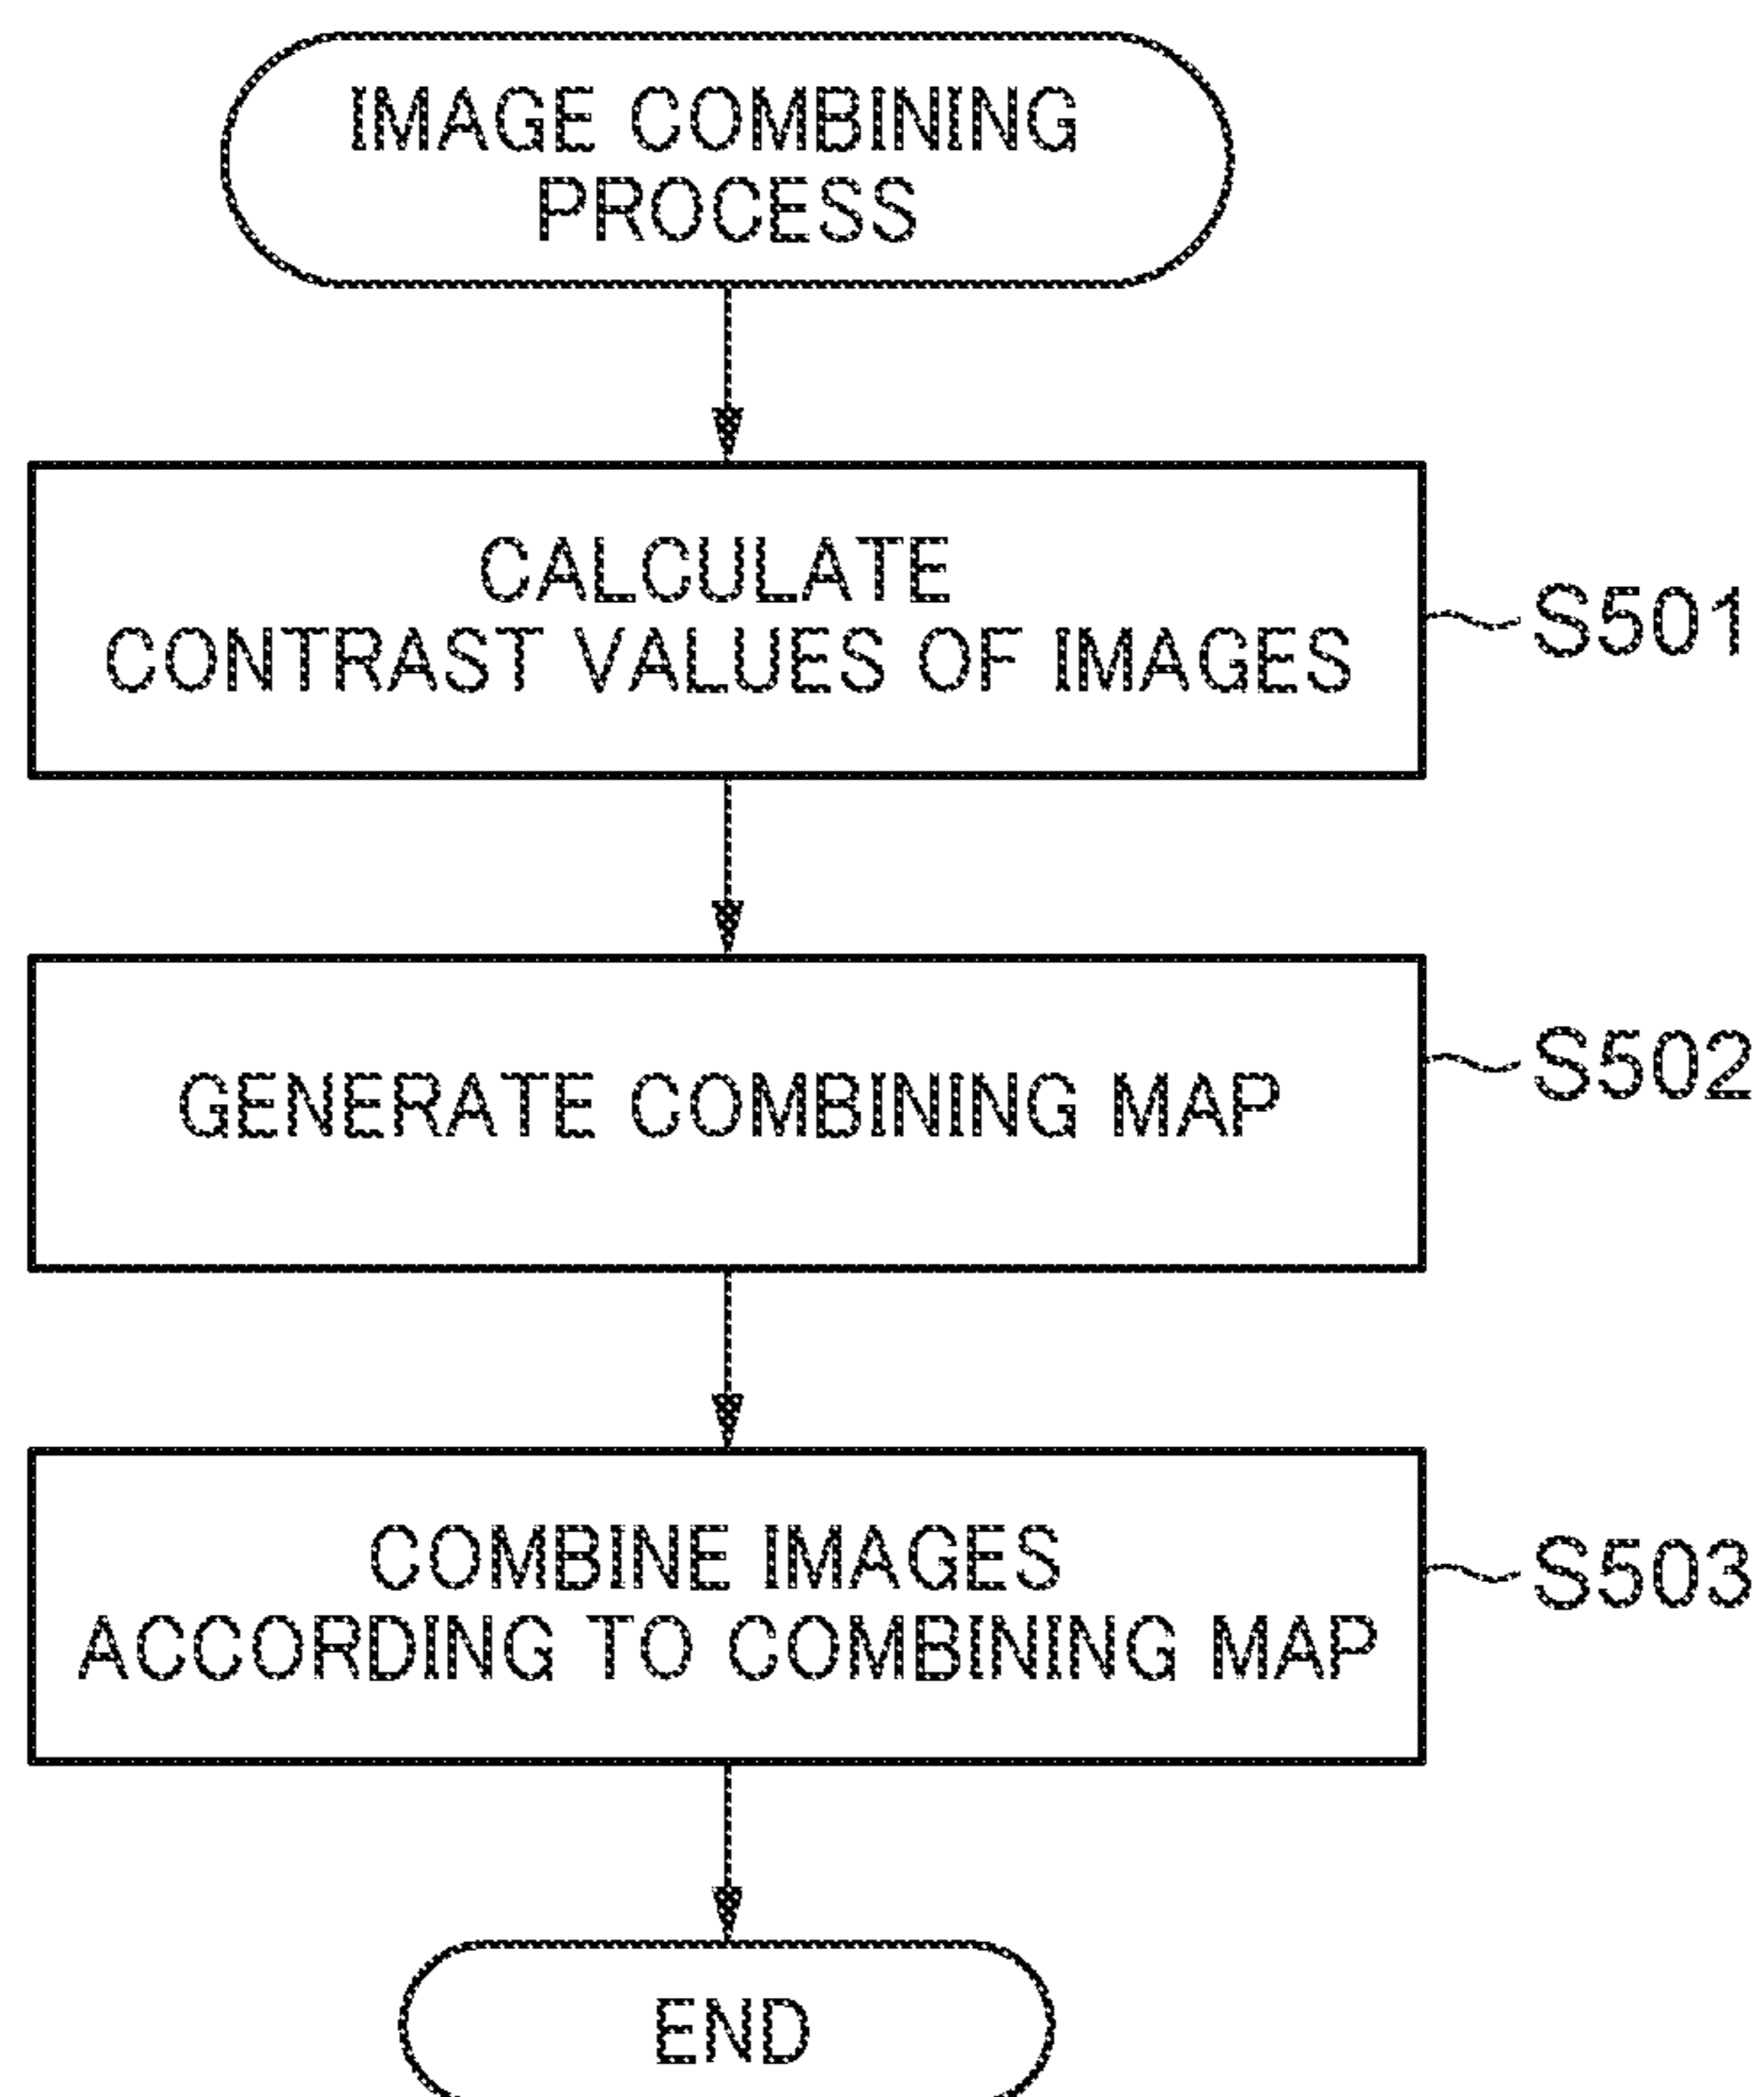 IMAGE COMBINING
PROCESS
CALCULATE
CONTRAST VALUES OF IMAGES
S501
GENERATE COMBINING MAP
S502
COMBINE IMAGES
ACCORDING TO COMBINING MAP
S503
END